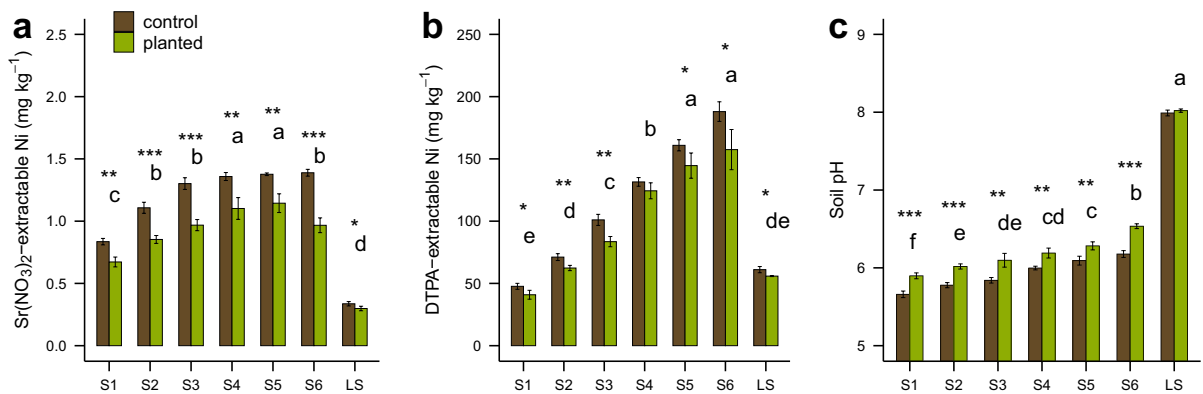 a
control
planted
Sr(NO3)2−extractable Ni (mg kg−1)
2.5
2.0
1.5
1.0
0.5
0.0
** *** *** ** ** *** *
c b b a a b d
S1 S2 S3 S4 S5 S6 LS
b
DTPA−extractable Ni (mg kg−1)
250
200
150
100
50
0
* ** ** * * *
e d c b a a de
S1 S2 S3 S4 S5 S6 LS
c
Soil pH
9
8
7
6
5
*** *** ** ** ** ***
f e de cd c b a
S1 S2 S3 S4 S5 S6 LS